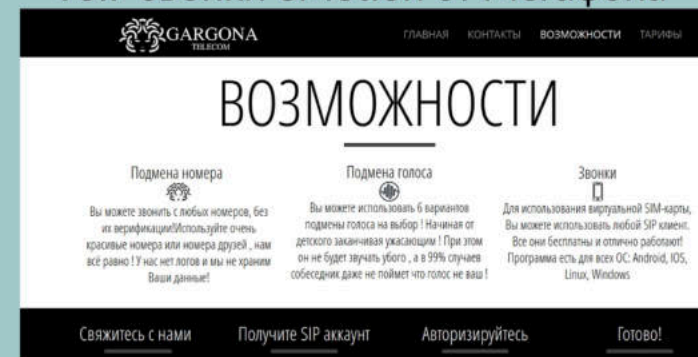 GARGONA
TELECOM
ГЛАВНАЯ КОНТАКТЫ ВОЗМОЖНОСТИ ТАРИФЫ
ВОЗМОЖНОСТИ
Подмена номера
Вы можете звонить с любых номеров, без
их верификации!Используйте очень
красивые номера или номера друзей , нам
всё равно ! У нас нет логов и мы не храним
Ваши данные!
Подмена голоса
Вы можете использовать 6 вариантов
подмены голоса на выбор ! Начиная от
детского заканчивая ужасающим ! При этом
он не будет звучать убого , а в 99% случаев
собеседник даже не поймет что голос не ваш !
Звонки
Для использования виртуальной SIM-карты,
Вы можете использовать любой SIP клиент.
Все они бесплатны и отлично работают!
Программа есть для всех ОС: Android, IOS,
Linux, Windows
Свяжитесь с нами Получите SIP аккаунт Авторизируйтесь Готово!